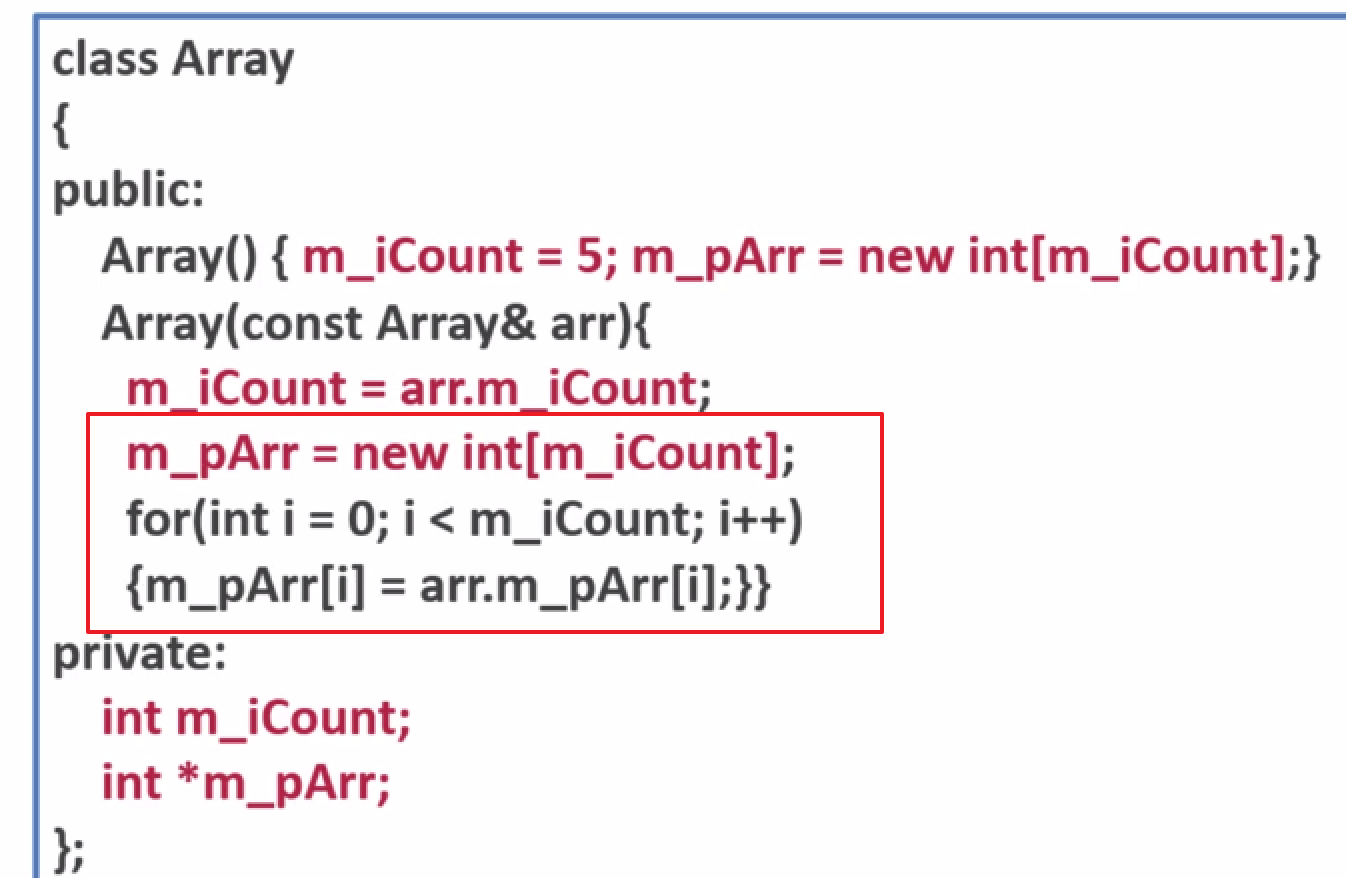 class Array
{
public:
Array() { m_iCount = 5; m_pArr = new int[m_iCount];}
Array(const Array& arr){
m_iCount = arr.m_iCount;
m_pArr = new int[m_iCount];
for(int i = 0; i < m_iCount; i++)
{m_pArr[i] = arr.m_pArr[i];}}
private:
int m_iCount;
int *m_pArr;
};